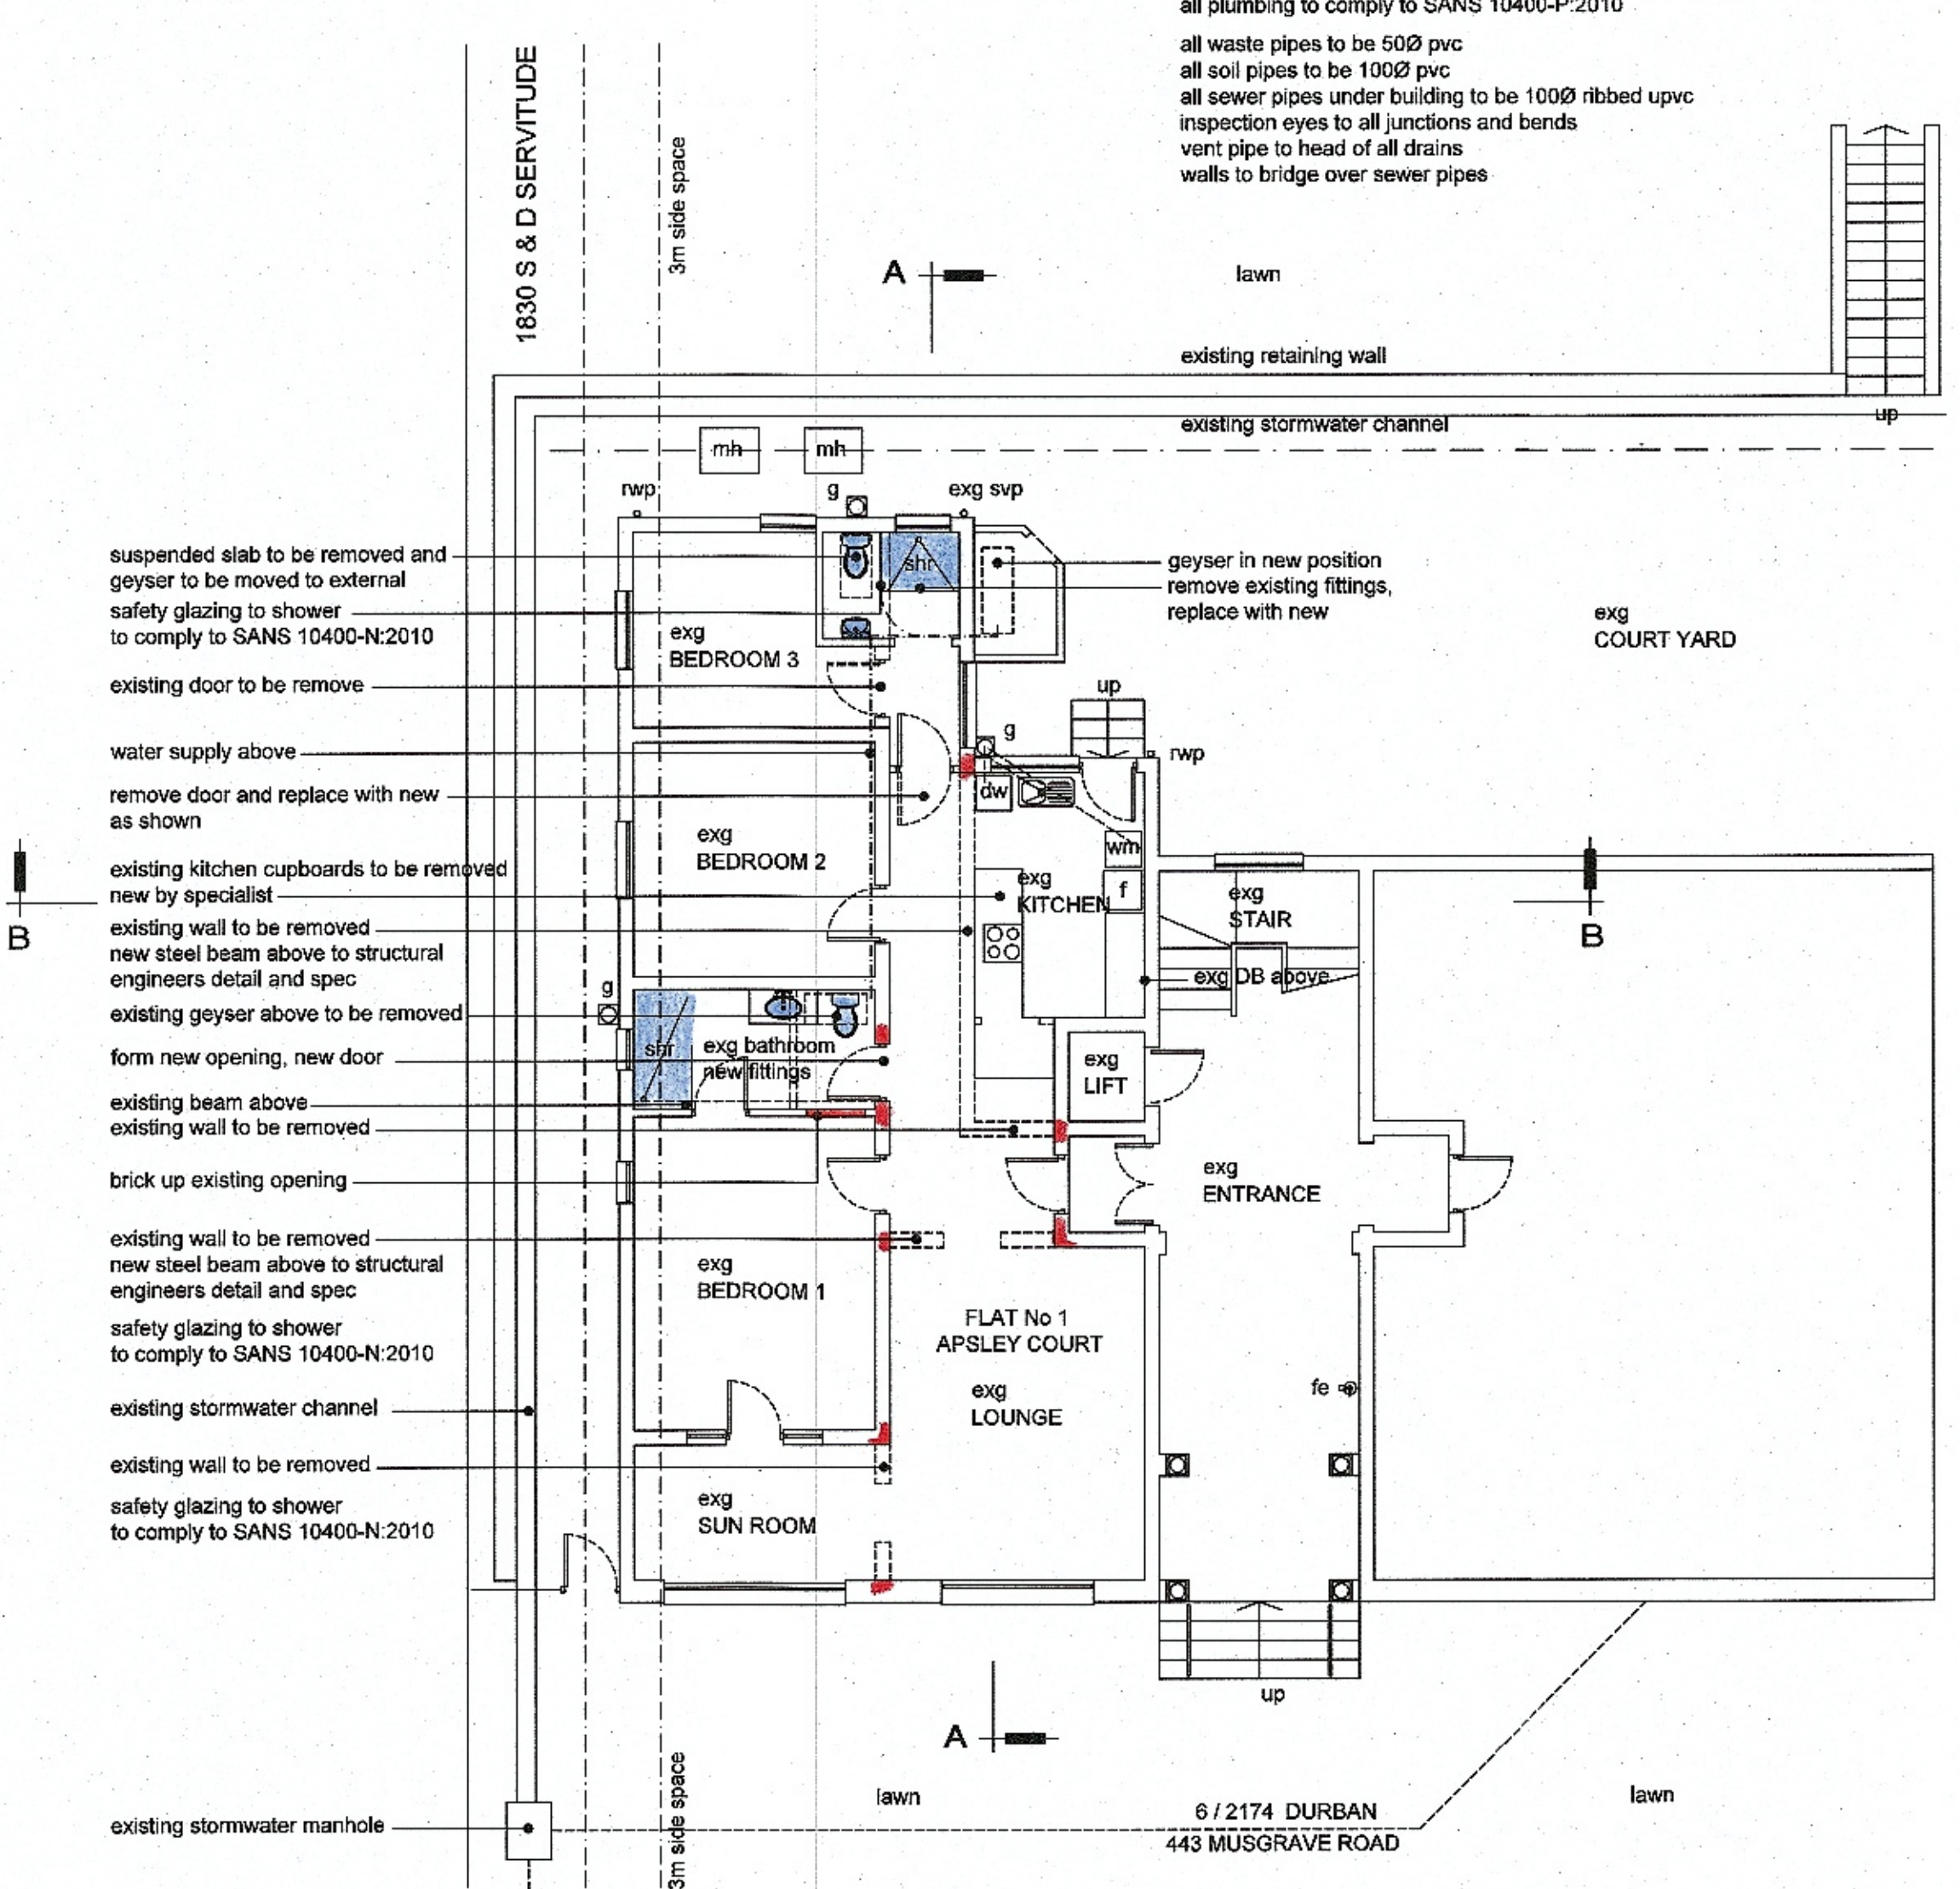 all plumbing to comply to SANS 10400-P:2010
all waste pipes to be 50Ø pvc
all soil pipes to be 100Ø pvc
all sewer pipes under building to be 100Ø ribbed upvc
inspection eyes to all junctions and bends
vent pipe to head of all drains
walls to bridge over sewer pipes
1830 S & D SERVITUDE
3m side space
A
lawn
existing retaining wall
up
existing stormwater channel
mh
mh
rwp
g
exg svp
suspended slab to be removed and
geyser to be moved to external
safety glazing to shower
to comply to SANS 10400-N:2010
existing door to be remove
water supply above
remove door and replace with new
as shown
existing kitchen cupboards to be removed
new by specialist
existing wall to be removed
new steel beam above to structural
engineers detail and spec
existing geyser above to be removed
form new opening, new door
existing beam above
existing wall to be removed
brick up existing opening
existing wall to be removed
new steel beam above to structural
engineers detail and spec
safety glazing to shower
to comply to SANS 10400-N:2010
existing stormwater channel
existing wall to be removed
safety glazing to shower
to comply to SANS 10400-N:2010
existing stormwater manhole
B
shr
geyser in new position
remove existing fittings,
replace with new
exg
COURT YARD
exg
BEDROOM 3
up
g
rwp
dw
wm
exg
BEDROOM 2
exg
KITCHEN
f
exg
STAIR
B
exg DB above
g
shr
exg bathroom
new fittings
exg
LIFT
exg
ENTRANCE
exg
BEDROOM 1
FLAT No 1
APSLEY COURT
exg
LOUNGE
fe
exg
SUN ROOM
up
A
3m side space
lawn
6 / 2174 DURBAN
443 MUSGRAVE ROAD
lawn